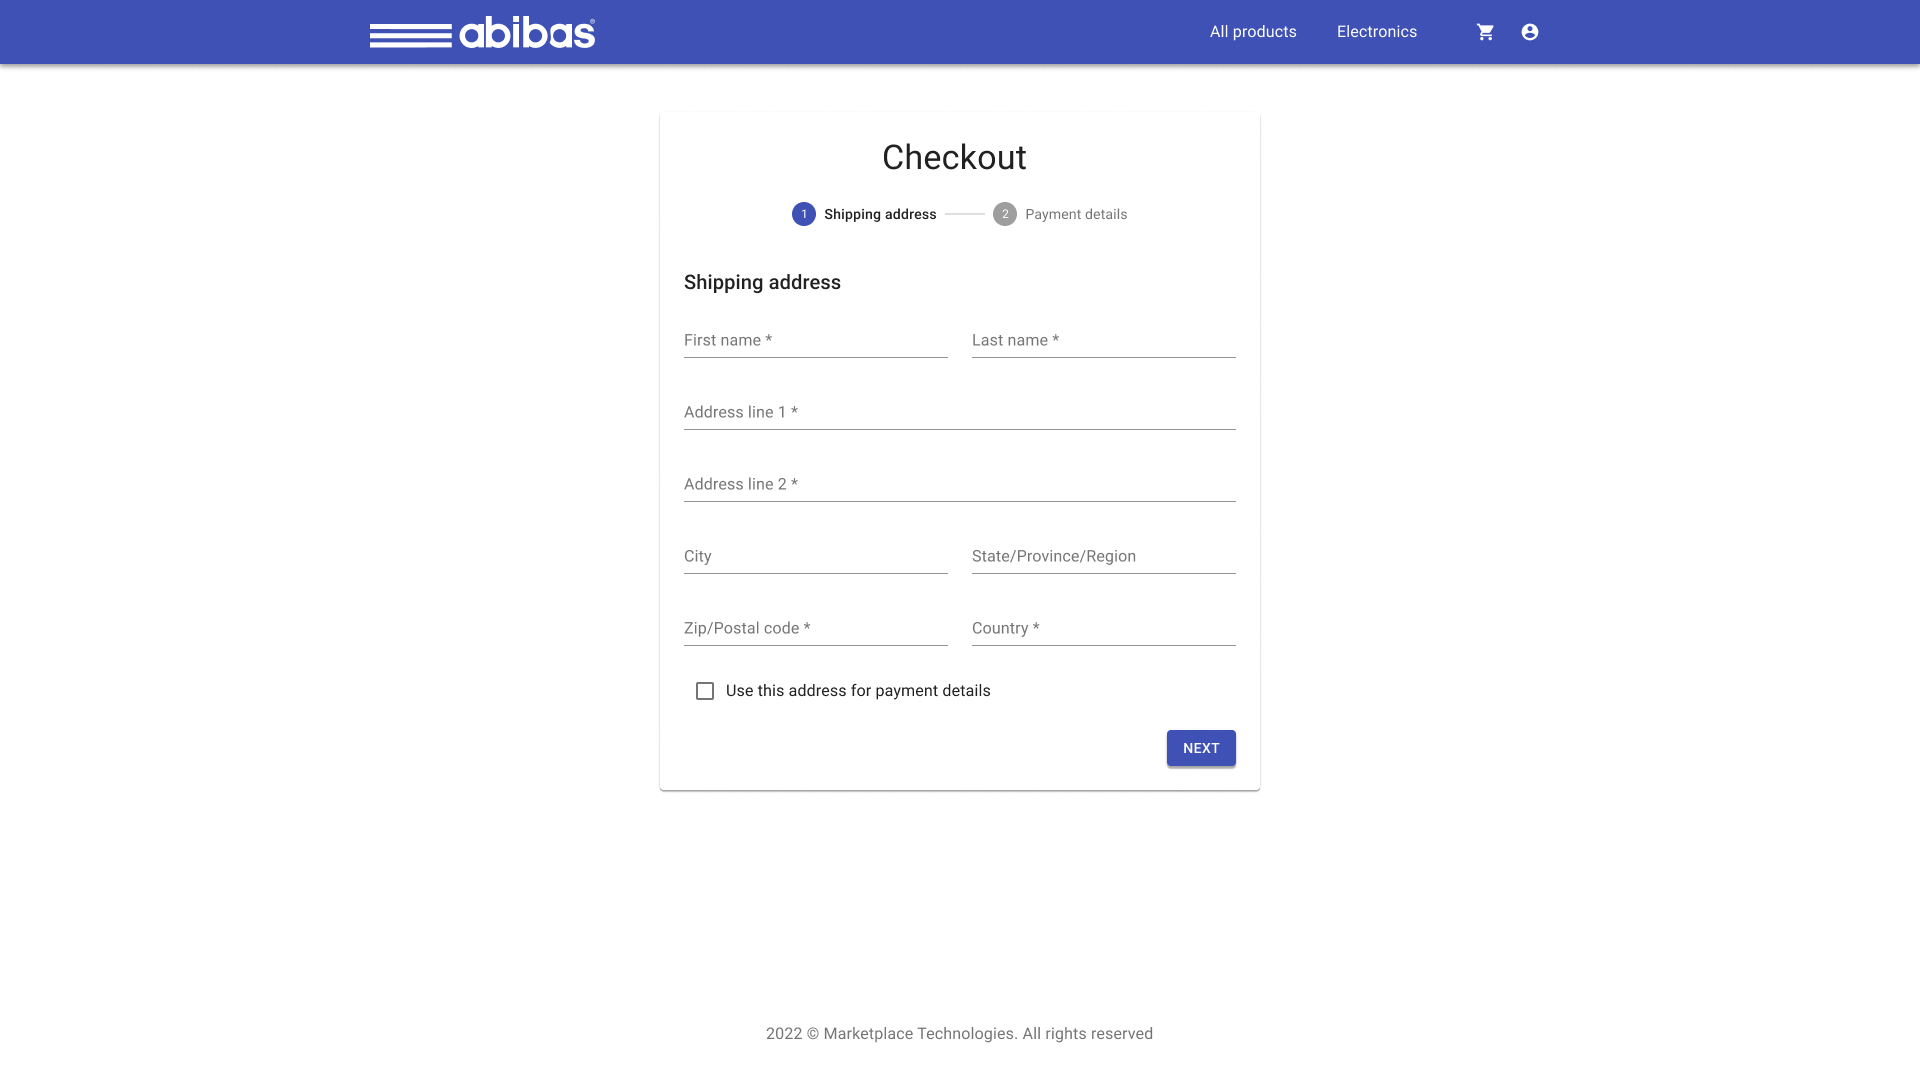 abibas®
All products Electronics
Checkout
1 Shipping address 2 Payment details
Shipping address
First name * Last name *
Address line 1 *
Address line 2 *
City State/Province/Region
Zip/Postal code * Country *
Use this address for payment details
NEXT
2022 © Marketplace Technologies. All rights reserved